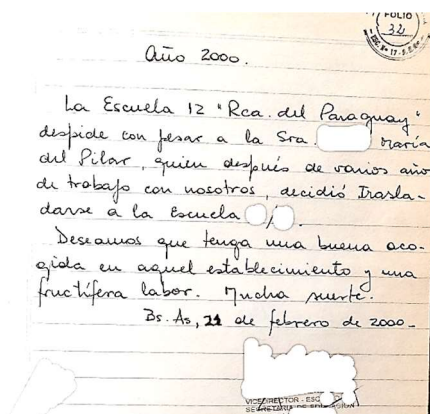 FOLIO
32
Año 2000.
La Escuela 12 "Rca. del Paraguay"
despide con pesar a la Sra. María
del Pilar, quien después de varios año
de trabajo con nosotros, decidió trasla-
darse a la Escuela /
Deseamos que tenga una buena aco-
gida en aquel establecimiento y una
fructífera labor. Mucha suerte.
Bs. As, 21 de febrero de 2000-
VICEDIRECTOR - ESC
SECRETARIA DE